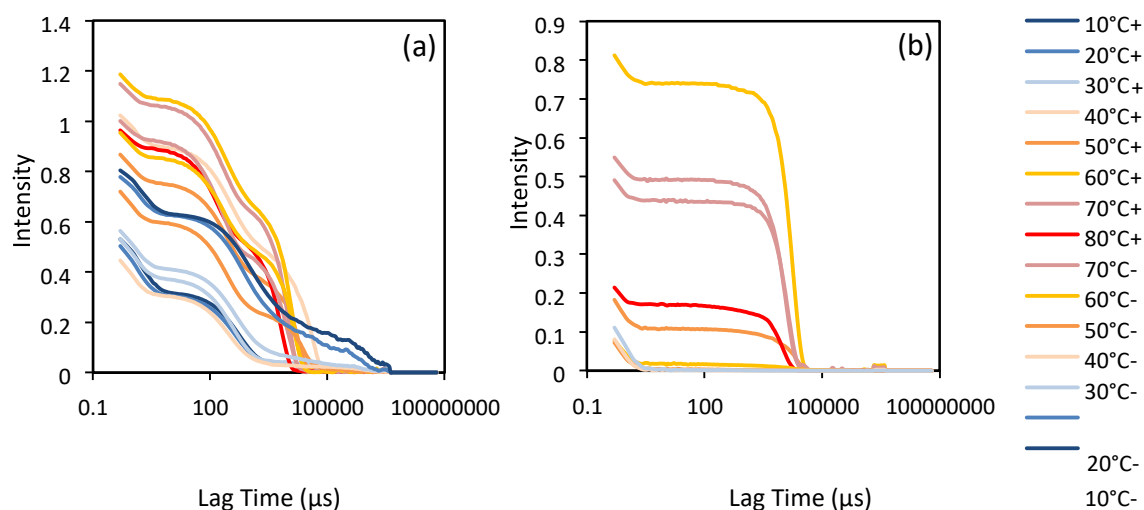 1.4
1.2
1
0.8
0.6
0.4
0.2
0
0.1 100 100000 100000000
Intensity
Lag Time (µs)
(a)
0.9
0.8
0.7
0.6
0.5
0.4
0.3
0.2
0.1
0
0.1 100 100000 100000000
Intensity
Lag Time (µs)
(b)
10°C+
20°C+
30°C+
40°C+
50°C+
60°C+
70°C+
80°C+
70°C-
60°C-
50°C-
40°C-
30°C-
20°C-
10°C-